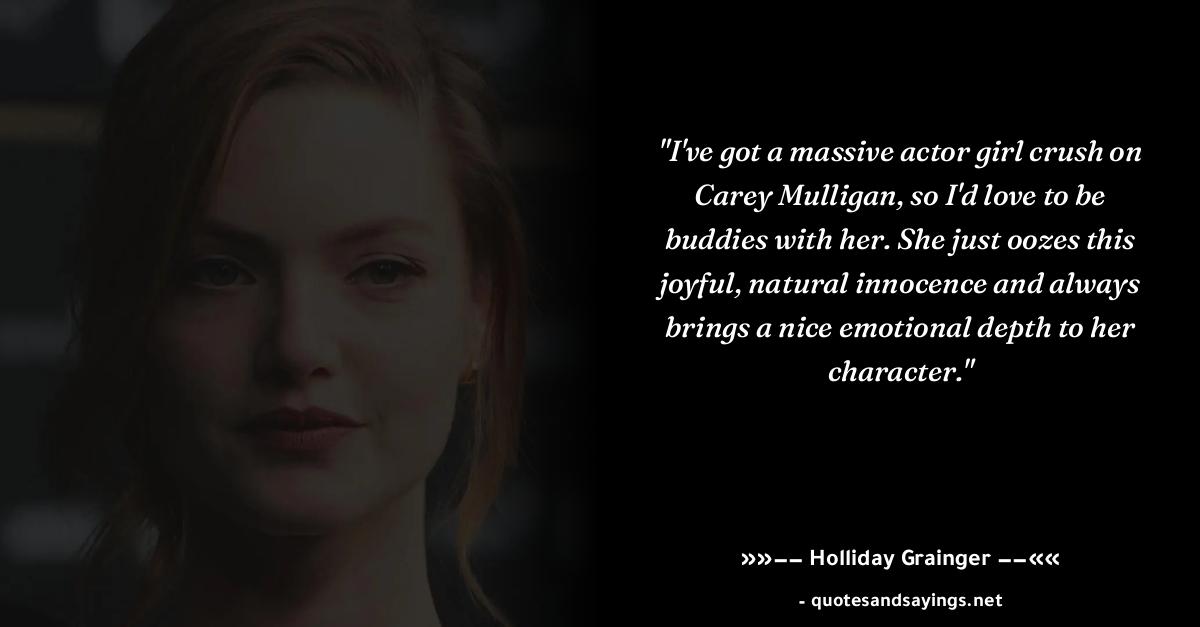 "I've got a massive actor girl crush on
Carey Mulligan, so I'd love to be
buddies with her. She just oozes this
joyful, natural innocence and always
brings a nice emotional depth to her
character."
»»−− Holliday Grainger −−««
- quotesandsayings.net